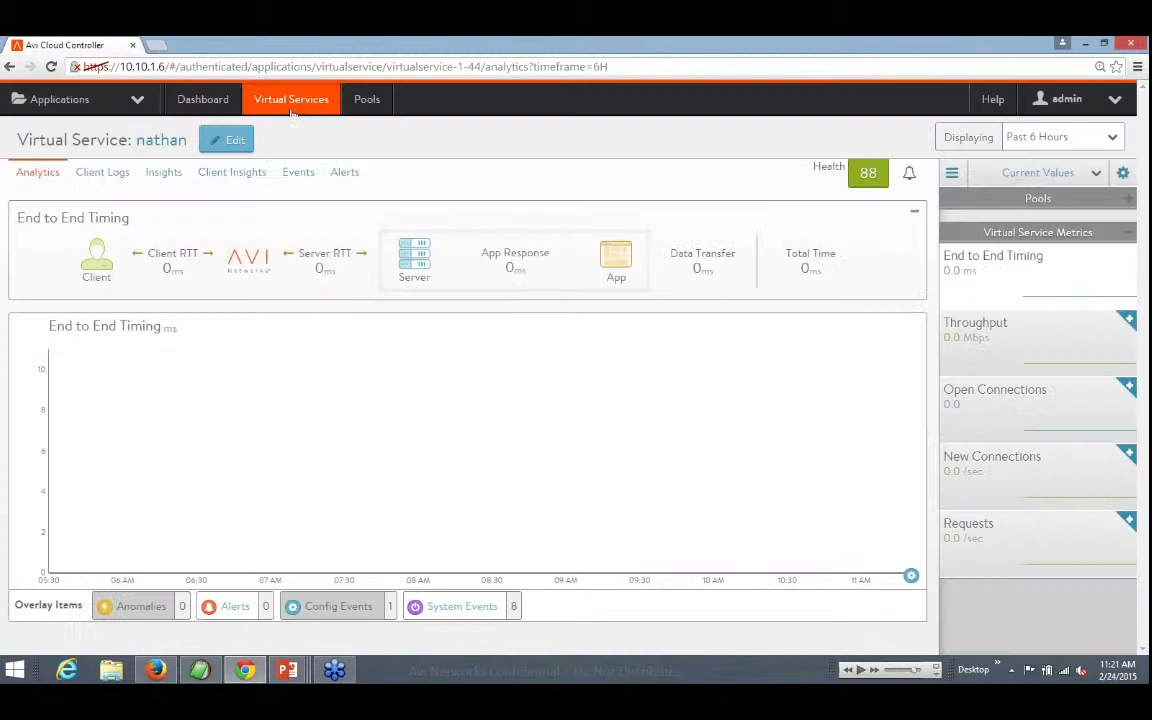 Avi Cloud Controller
https://10.10.1.6/#/authenticated/applications/virtualservice/virtualservice-1-44/analytics?timeframe=6H
Applications Dashboard Virtual Services Pools Help admin
Virtual Service: nathan Edit Displaying Past 6 Hours
Analytics Client Logs Insights Client Insights Events Alerts Health 88 Current Values
Pools
End to End Timing
Virtual Service Metrics
Client RTT
0ms
AVI
Networks
Server RTT
0ms
App Response
0ms
Data Transfer
0ms
Total Time
0ms
Client
Server
App
End to End Timing
0.0 ms
End to End Timing ms
10
8
6
4
2
0
05:30 06 AM 06:30 07 AM 07:30 08 AM 08:30 09 AM 09:30 10 AM 10:30 11 AM
Throughput
0.0 Mbps
Open Connections
0.0
New Connections
0.0 /sec
Requests
0.0 /sec
Overlay Items Anomalies 0 Alerts 0 Config Events 1 System Events 8
Avi Networks Confidential - Do Not Distribute
Desktop
11:21 AM
2/24/2015